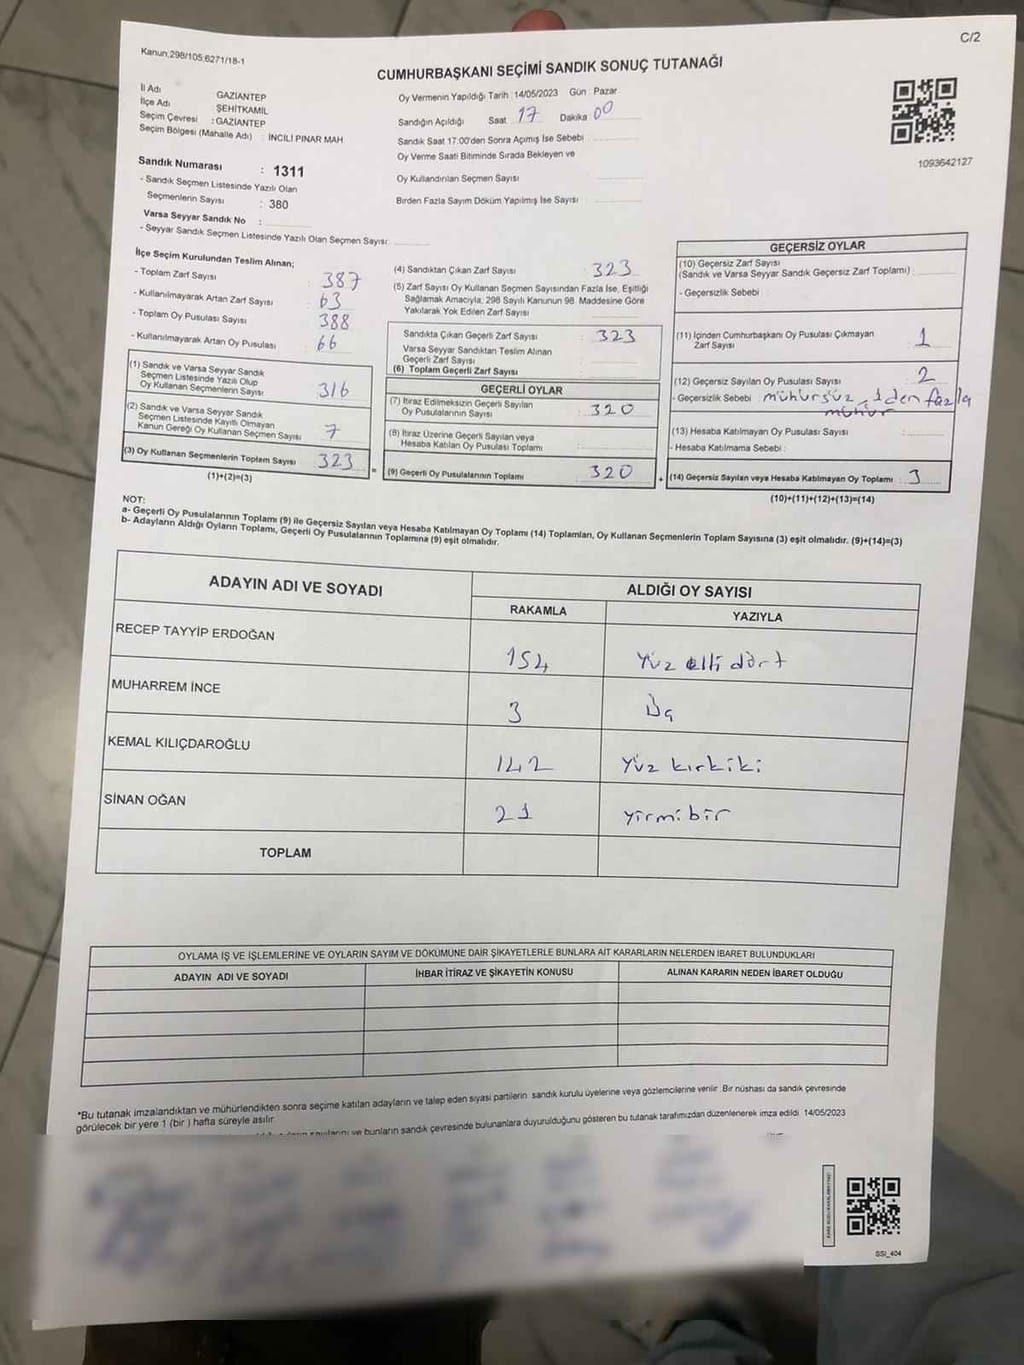 C/2
Kanun:298/105;6271/18-1
CUMHURBAŞKANI SEÇİMİ SANDIK SONUÇ TUTANAĞI
İl Adı : GAZİANTEP
İlçe Adı : ŞEHİTKAMİL
Seçim Çevresi : GAZİANTEP
Seçim Bölgesi (Mahalle Adı) : İNCİLİ PINAR MAH
Oy Vermenin Yapıldığı Tarih : 14/05/2023 Gün : Pazar
Sandığın Açıldığı Saat 17 Dakika 00
Sandık Saat 17:00'den Sonra Açımış İse Sebebi :
Oy Verme Saati Bitiminde Sırada Bekleyen ve
Oy Kullandırılan Seçmen Sayısı
Birden Fazla Sayım Döküm Yapılmış İse Sayısı
1093642127
Sandık Numarası : 1311
- Sandık Seçmen Listesinde Yazılı Olan
Seçmenlerin Sayısı : 380
Varsa Seyyar Sandık No :
- Seyyar Sandık Seçmen Listesinde Yazılı Olan Seçmen Sayısı:
İlçe Seçim Kurulundan Teslim Alınan;
- Toplam Zarf Sayısı : 387
- Kullanılmayarak Artan Zarf Sayısı : 63
- Toplam Oy Pusulası Sayısı : 388
- Kullanılmayarak Artan Oy Pusulası : 66
(1) Sandık ve Varsa Seyyar Sandık
Seçmen Listesinde Yazılı Olup
Oy Kullanan Seçmenlerin Sayısı : 316
(2) Sandık ve Varsa Seyyar Sandık
Seçmen Listesinde Kayıtlı Olmayan
Kanun Gereği Oy Kullanan Seçmen Sayısı : 7
(3) Oy Kullanan Seçmenlerin Toplam Sayısı : 323
(1)+(2)=(3)
(4) Sandıktan Çıkan Zarf Sayısı : 323
(5) Zarf Sayısı Oy Kullanan Seçmen Sayısından Fazla İse, Eşitliği
Sağlamak Amacıyla; 298 Sayılı Kanunun 98. Maddesine Göre
Yakılarak Yok Edilen Zarf Sayısı
Sandıkta Çıkan Geçerli Zarf Sayısı : 323
Varsa Seyyar Sandıktan Teslim Alınan
Geçerli Zarf Sayısı
(6) Toplam Geçerli Zarf Sayısı
GEÇERLİ OYLAR
(7) İtiraz Edilmeksizin Geçerli Sayılan
Oy Pusulalarının Sayısı : 320
(8) İtiraz Üzerine Geçerli Sayılan veya
Hesaba Katılan Oy Pusulası Toplamı
= (9) Geçerli Oy Pusulalarının Toplamı : 320
GEÇERSİZ OYLAR
(10) Geçersiz Zarf Sayısı
(Sandık ve Varsa Seyyar Sandık Geçersiz Zarf Toplamı) :
- Geçersizlik Sebebi :
(11) İçinden Cumhurbaşkanı Oy Pusulası Çıkmayan
Zarf Sayısı : 1
(12) Geçersiz Sayılan Oy Pusulası Sayısı : 2
- Geçersizlik Sebebi : mühürsüz, 1den fazla
mühür
(13) Hesaba Katılmayan Oy Pusulası Sayısı :
- Hesaba Katılmama Sebebi :
+ (14) Geçersiz Sayılan veya Hesaba Katılmayan Oy Toplamı : 3
(10)+(11)+(12)+(13)=(14)
NOT:
a- Geçerli Oy Pusulalarının Toplamı (9) ile Geçersiz Sayılan veya Hesaba Katılmayan Oy Toplamı (14) Toplamları, Oy Kullanan Seçmenlerin Toplam Sayısına (3) eşit olmalıdır. (9)+(14)=(3)
b- Adayların Aldığı Oyların Toplamı, Geçerli Oy Pusulalarının Toplamına (9) eşit olmalıdır.
ADAYIN ADI VE SOYADI
ALDIĞI OY SAYISI
RAKAMLA YAZIYLA
RECEP TAYYİP ERDOĞAN 154 Yüz elli dört
MUHARREM İNCE 3 Üç
KEMAL KILIÇDAROĞLU 142 Yüz kırkiki
SİNAN OĞAN 21 yirmibir
TOPLAM
OYLAMA İŞ VE İŞLEMLERİNE VE OYLARIN SAYIM VE DÖKÜMÜNE DAİR ŞİKAYETLERLE BUNLARA AİT KARARLARIN NELERDEN İBARET BULUNDUKLARI
ADAYIN ADI VE SOYADI İHBAR İTİRAZ VE ŞİKAYETİN KONUSU ALINAN KARARIN NEDEN İBARET OLDUĞU
*Bu tutanak imzalandıktan ve mühürlendikten sonra seçime katılan adayların ve talep eden siyasi partilerin sandık kurulu üyelerine veya gözlemcilerine verilir. Bir nüshası da sandık çevresinde
görülecek bir yere 1 (bir ) hafta süreyle asılır.
ve bunların sandık çevresinde bulunanlara duyurulduğunu gösteren bu tutanak tarafımızdan düzenlenerek imza edildi. 14/05/2023
SSI_404